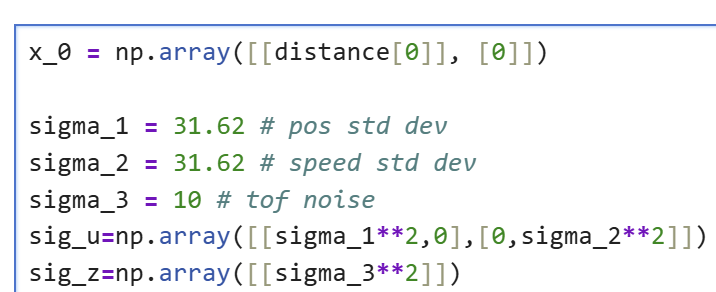 x_0 = np.array([[distance[0]], [0]])
sigma_1 = 31.62 # pos std dev
sigma_2 = 31.62 # speed std dev
sigma_3 = 10 # tof noise
sig_u=np.array([[sigma_1**2,0],[0,sigma_2**2]])
sig_z=np.array([[sigma_3**2]])